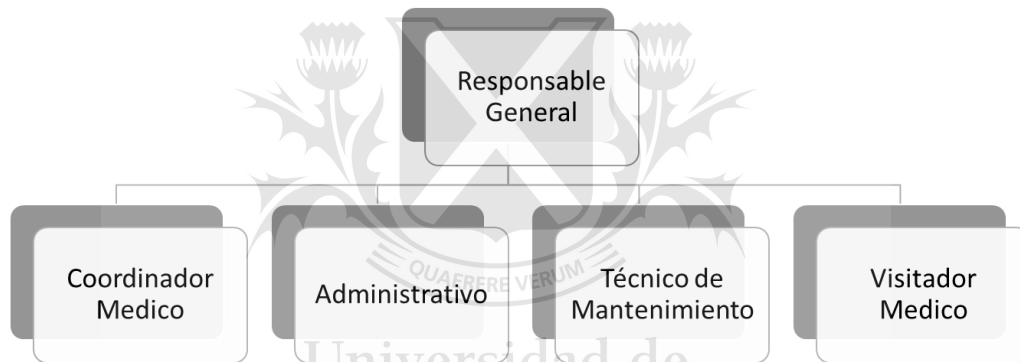 Responsable
General
Coordinador
Medico
Administrativo
Técnico de
Mantenimiento
Visitador
Medico
QUAERERE VERUM
Universidad de